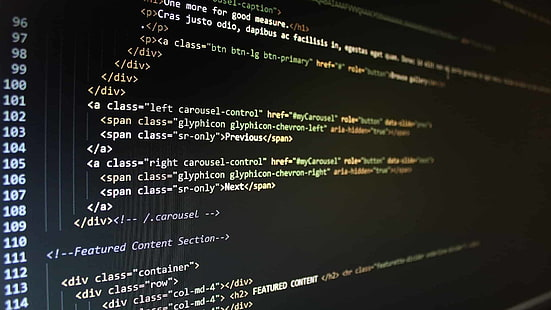 carousel-caption">
One more for good measure.</h1>
96 <p>Cras justo odio, dapibus ac facilisis in, egestas eget quam.
97 .</p>
98 <p><a class="btn btn-lg btn-primary" href="#" role="button">Browse gallery
99 </div>
100 </div>
101 </div>
102 </div>
103 <a class="left carousel-control" href="#myCarousel" role="button" data-slide="prev">
104 <span class="glyphicon glyphicon-chevron-left" aria-hidden="true"></span>
105 <span class="sr-only">Previous</span>
106 </a>
107 <a class="right carousel-control" href="#myCarousel" role="button" data-slide="next">
108 <span class="glyphicon glyphicon-chevron-right" aria-hidden="true"></span>
109 <span class="sr-only">Next</span>
110 </a>
111 </div><!-- /.carousel -->
112 <!--Featured Content Section-->
113 <div class="container">
114 <div class="row">
<div class="col-md-4"></div>
<div class="col-md-4"> <h2> FEATURED CONTENT </h2> <hr class="featurette-divider